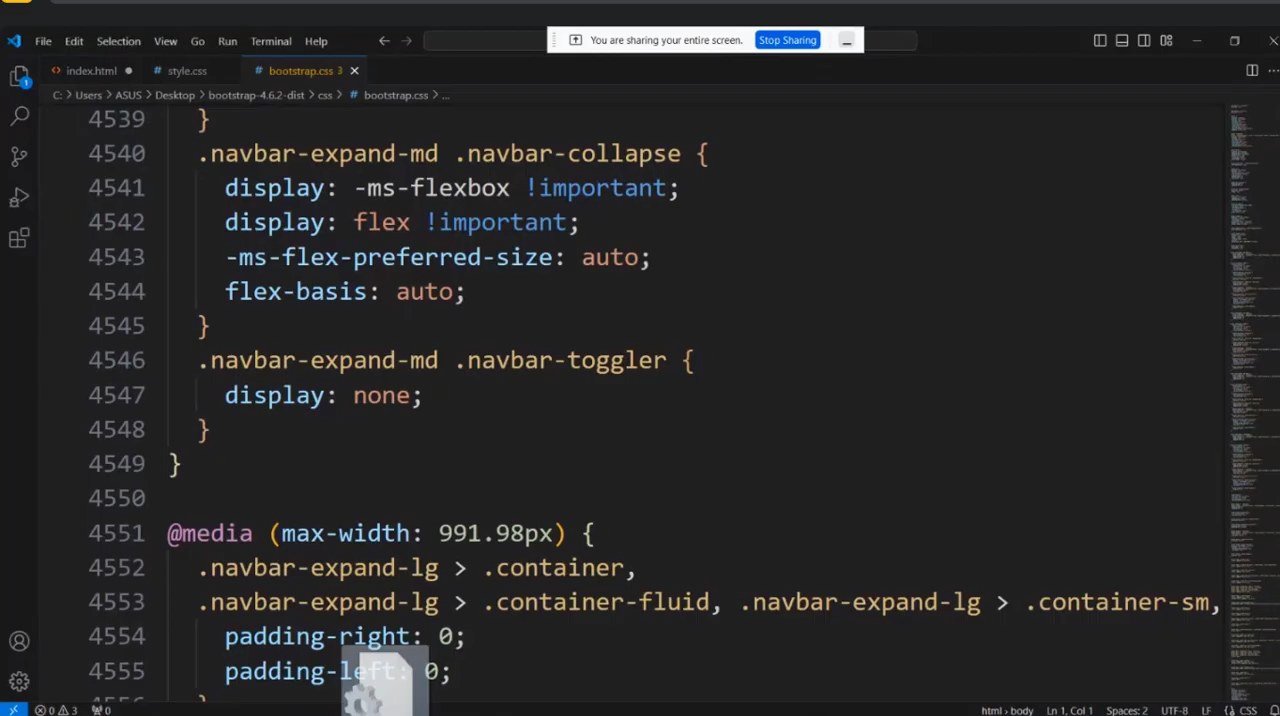 File Edit Selection View Go Run Terminal Help
You are sharing your entire screen. Stop Sharing
index.html style.css bootstrap.css 3
C: > Users > ASUS > Desktop > bootstrap-4.6.2-dist > css > # bootstrap.css > ...
1
4539 }
4540 .navbar-expand-md .navbar-collapse {
4541 display: -ms-flexbox !important;
4542 display: flex !important;
4543 -ms-flex-preferred-size: auto;
4544 flex-basis: auto;
4545 }
4546 .navbar-expand-md .navbar-toggler {
4547 display: none;
4548 }
4549 }
4550
4551 @media (max-width: 991.98px) {
4552 .navbar-expand-lg > .container,
4553 .navbar-expand-lg > .container-fluid, .navbar-expand-lg > .container-sm,
4554 padding-right: 0;
4555 padding-left: 0;
0 3 0 html > body Ln 1, Col 1 Spaces: 2 UTF-8 LF {} CSS